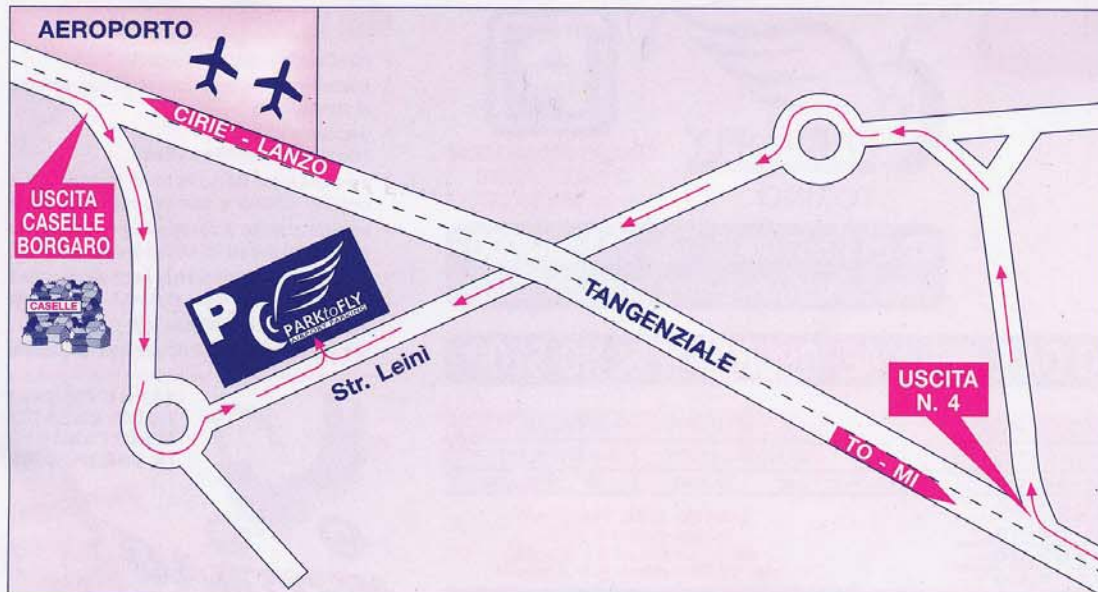 AEROPORTO
CIRIE' - LANZO
USCITA
CASELLE
BORGARO
CASELLE
P
PARKtoFLY
AIRPORT PARKING
Str. Leinì
TANGENZIALE
USCITA
N. 4
TO - MI